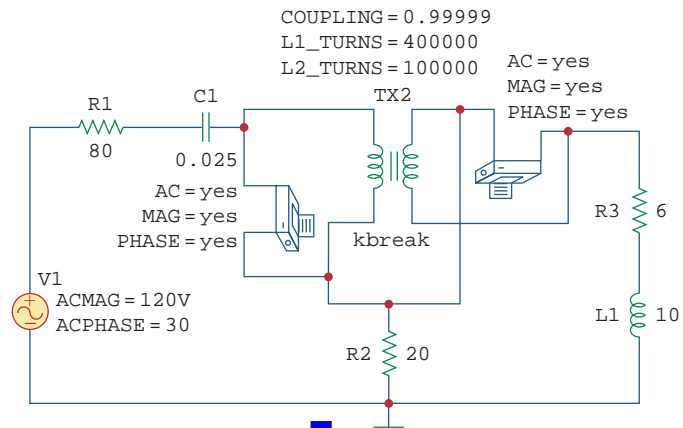 COUPLING = 0.99999
L1_TURNS = 400000
L2_TURNS = 100000
AC = yes
MAG = yes
PHASE = yes
TX2
R1
80
C1
0.025
AC = yes
MAG = yes
PHASE = yes
kbreak
R3
6
V1
ACMAG = 120V
ACPHASE = 30
L1
10
R2
20